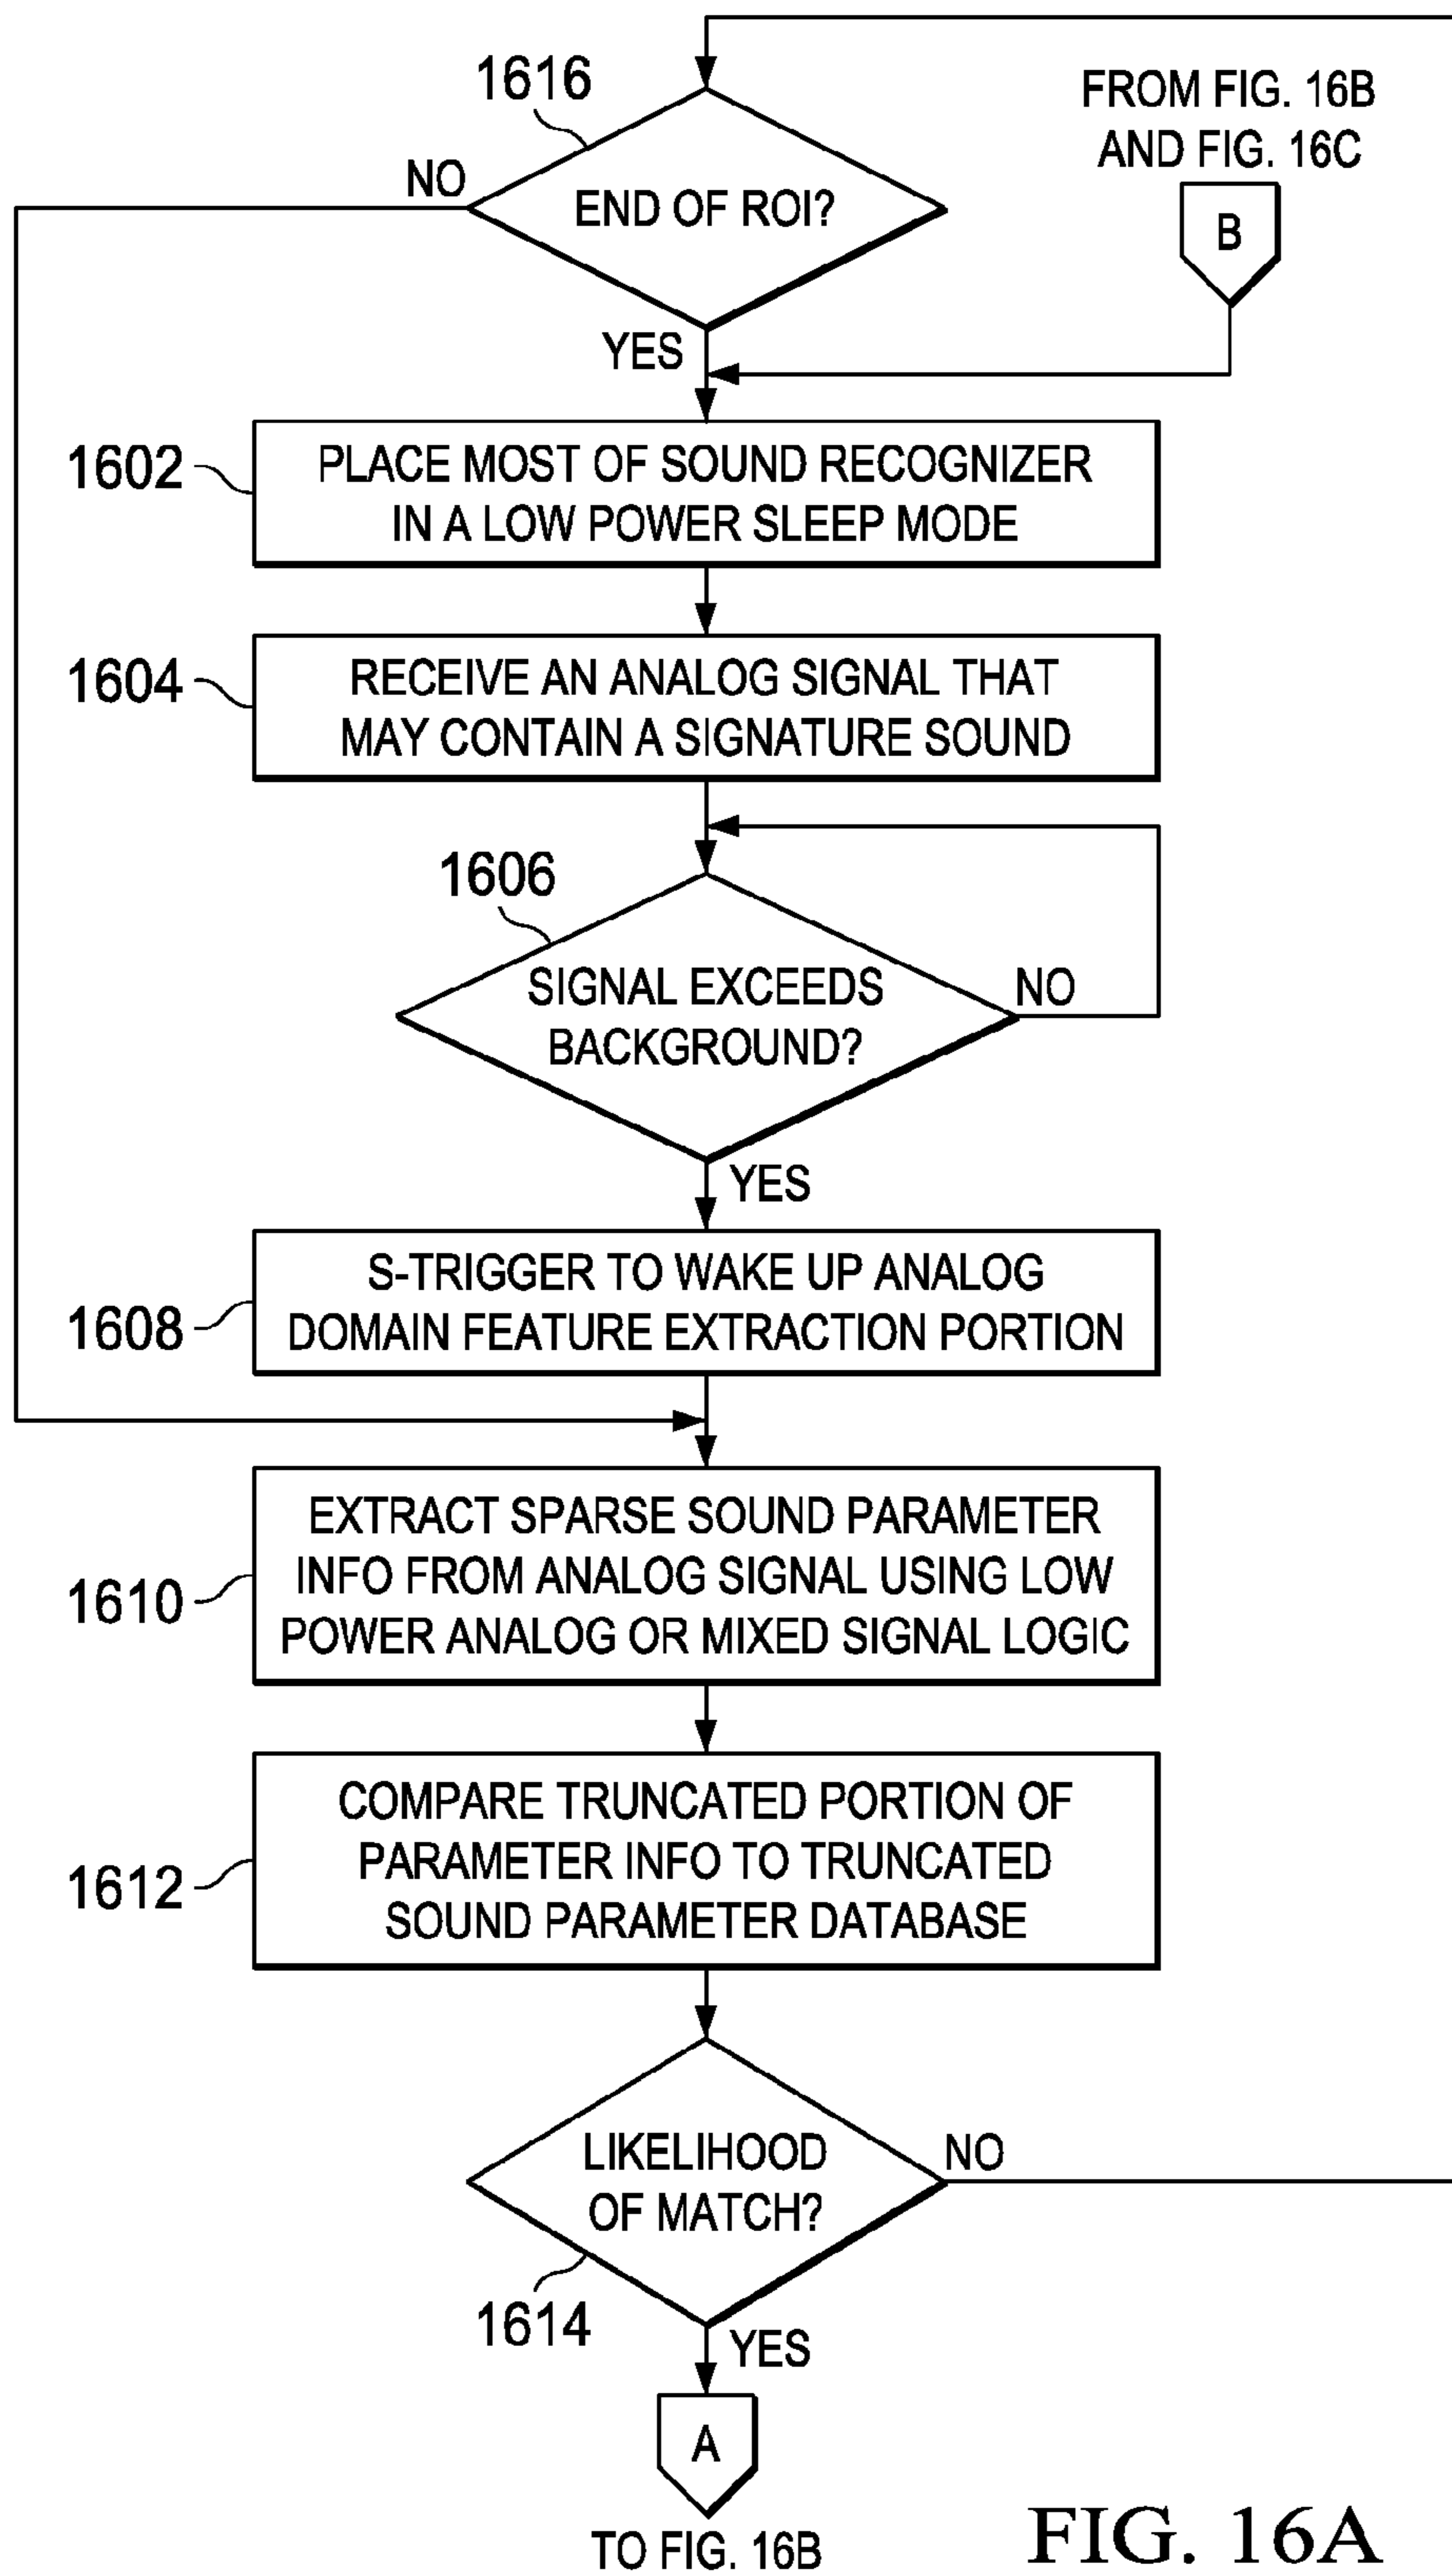 1616
FROM FIG. 16B
AND FIG. 16C
NO
END OF ROI?
B
YES
1602
PLACE MOST OF SOUND RECOGNIZER
IN A LOW POWER SLEEP MODE
1604
RECEIVE AN ANALOG SIGNAL THAT
MAY CONTAIN A SIGNATURE SOUND
1606
SIGNAL EXCEEDS
BACKGROUND?
NO
YES
1608
S-TRIGGER TO WAKE UP ANALOG
DOMAIN FEATURE EXTRACTION PORTION
1610
EXTRACT SPARSE SOUND PARAMETER
INFO FROM ANALOG SIGNAL USING LOW
POWER ANALOG OR MIXED SIGNAL LOGIC
1612
COMPARE TRUNCATED PORTION OF
PARAMETER INFO TO TRUNCATED
SOUND PARAMETER DATABASE
LIKELIHOOD
OF MATCH?
NO
1614
YES
A
TO FIG. 16B
FIG. 16A